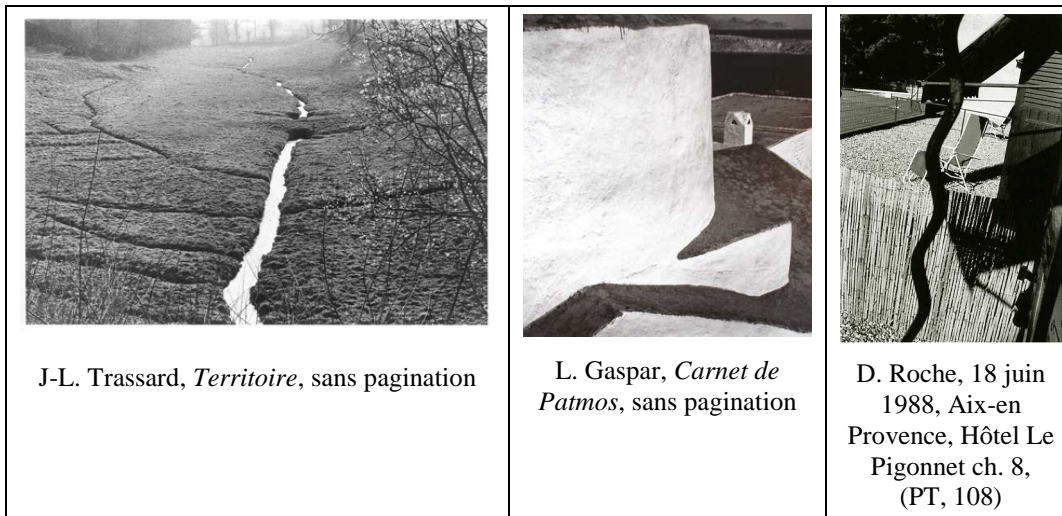 J-L. Trassard, Territoire, sans pagination
L. Gaspar, Carnet de
Patmos, sans pagination
D. Roche, 18 juin
1988, Aix-en
Provence, Hôtel Le
Pigonnet ch. 8,
(PT, 108)